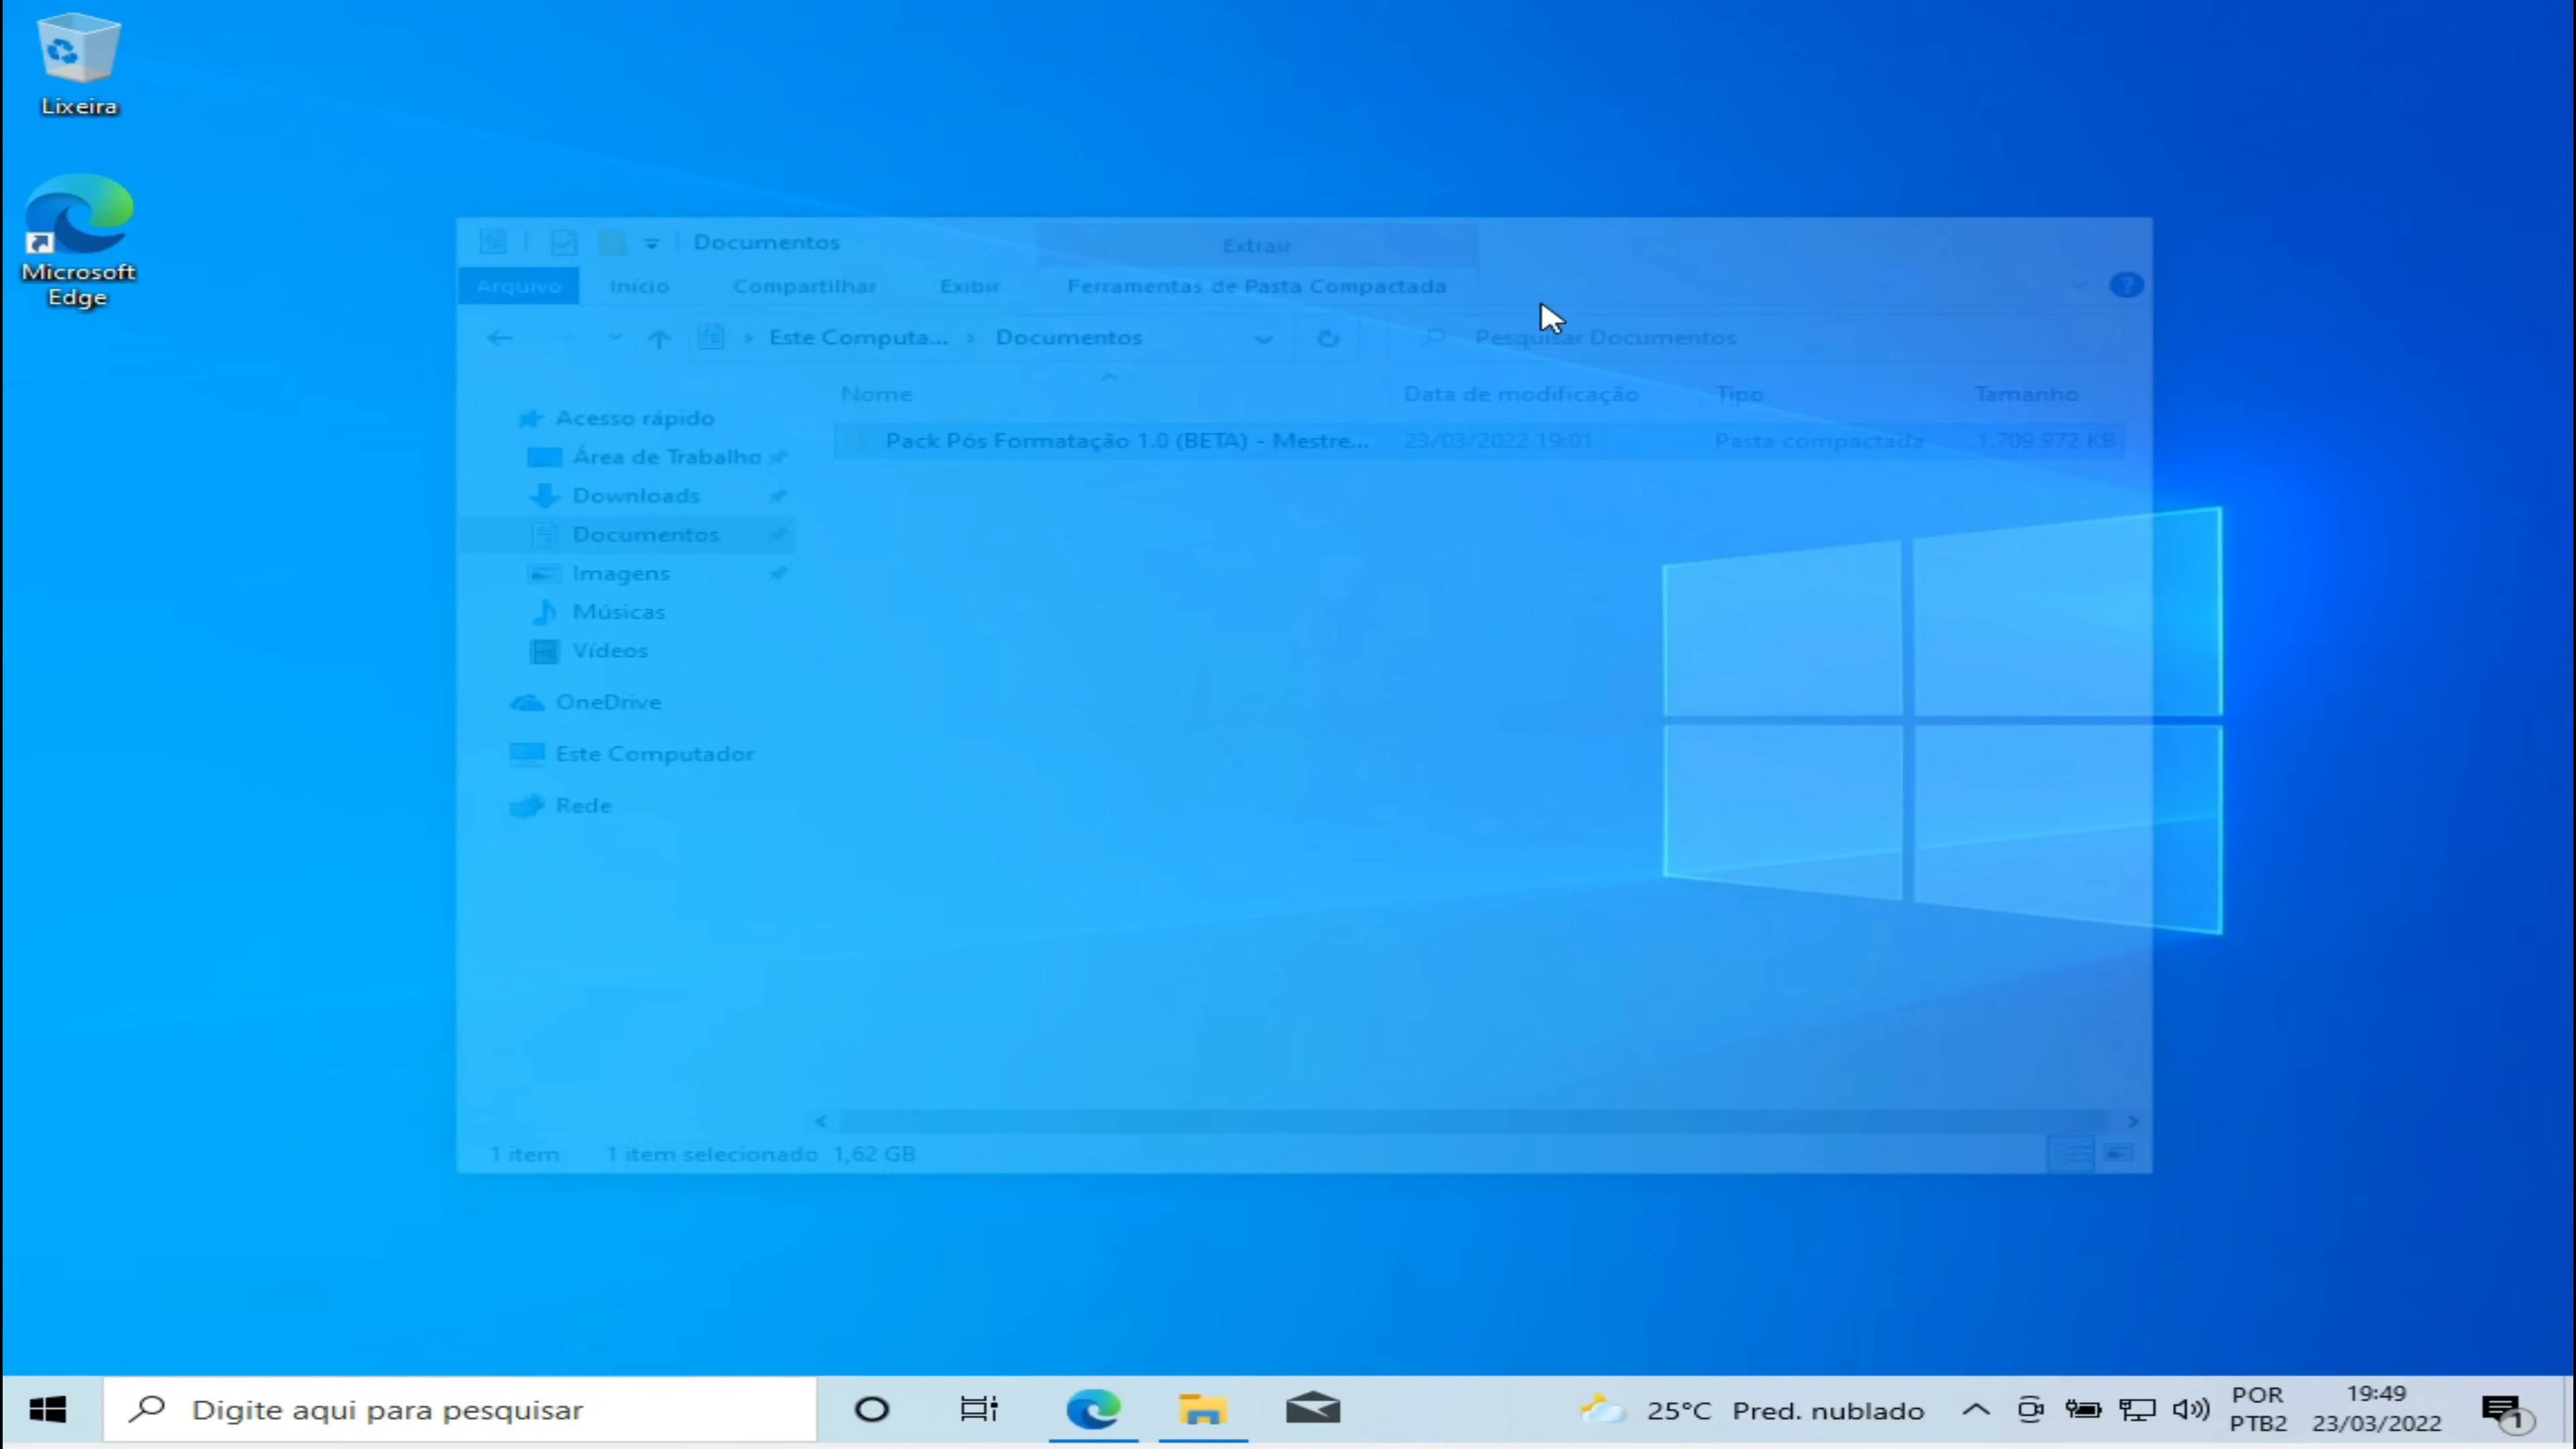 Lixeira
Microsoft
Edge
Documentos
Extrair
Arquivo
Início
Compartilhar
Exibir
Ferramentas de Pasta Compactada
Este Computa...
Documentos
Pesquisar Documentos
Nome
Data de modificação
Tipo
Tamanho
Pack Pós Formatação 1.0 (BETA) - Mestre...
23/03/2022 19:01
Pasta compactada
1.709.972 KB
Acesso rápido
Área de Trabalho
Downloads
Documentos
Imagens
Músicas
Vídeos
OneDrive
Este Computador
Rede
1 item
1 item selecionado 1,62 GB
Digite aqui para pesquisar
25°C Pred. nublado
POR
PTB2
19:49
23/03/2022
1